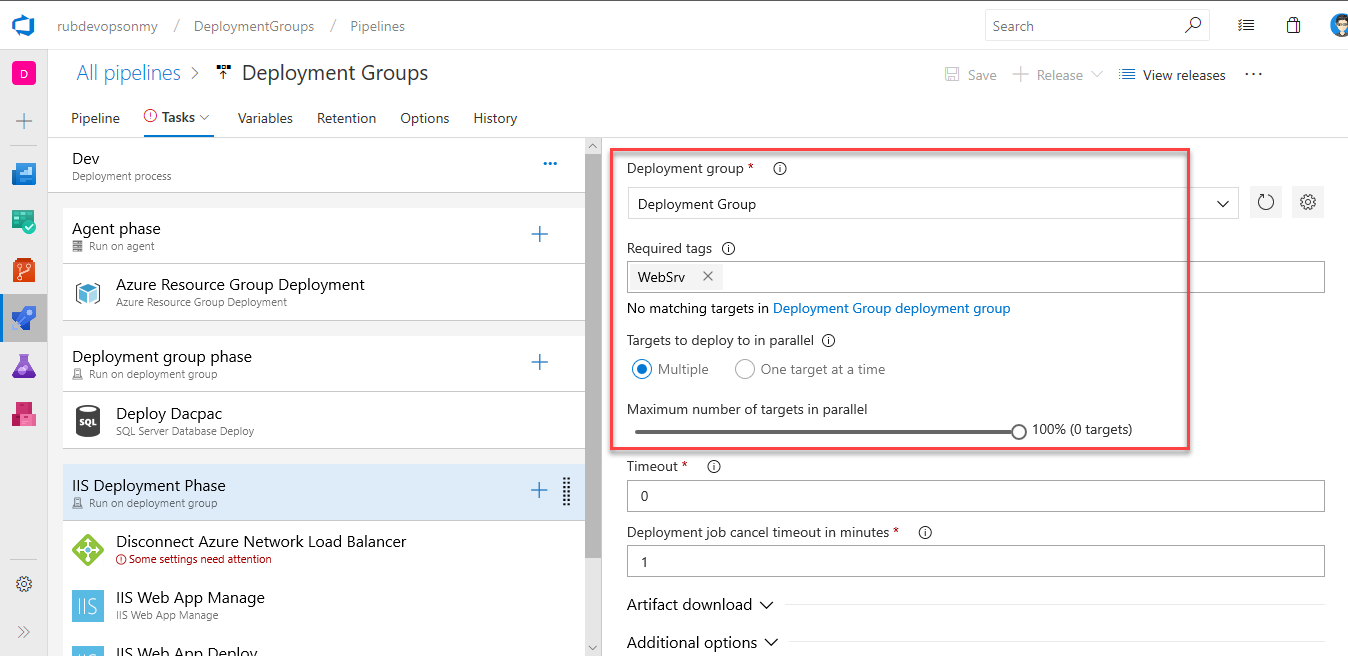 rubdevopsonmy / DeploymentGroups / Pipelines
Search
D
All pipelines > Deployment Groups
Save
Release
View releases
Pipeline
Tasks
Variables
Retention
Options
History
Dev
Deployment process
Agent phase
Run on agent
Azure Resource Group Deployment
Azure Resource Group Deployment
Deployment group phase
Run on deployment group
SQL
Deploy Dacpac
SQL Server Database Deploy
IIS Deployment Phase
Run on deployment group
Disconnect Azure Network Load Balancer
Some settings need attention
IIS
IIS Web App Manage
IIS Web App Manage
IIS Web App Deploy
Deployment group *
Deployment Group
Required tags
WebSrv
No matching targets in Deployment Group deployment group
Targets to deploy to in parallel
Multiple
One target at a time
Maximum number of targets in parallel
100% (0 targets)
Timeout *
0
Deployment job cancel timeout in minutes *
1
Artifact download
Additional options